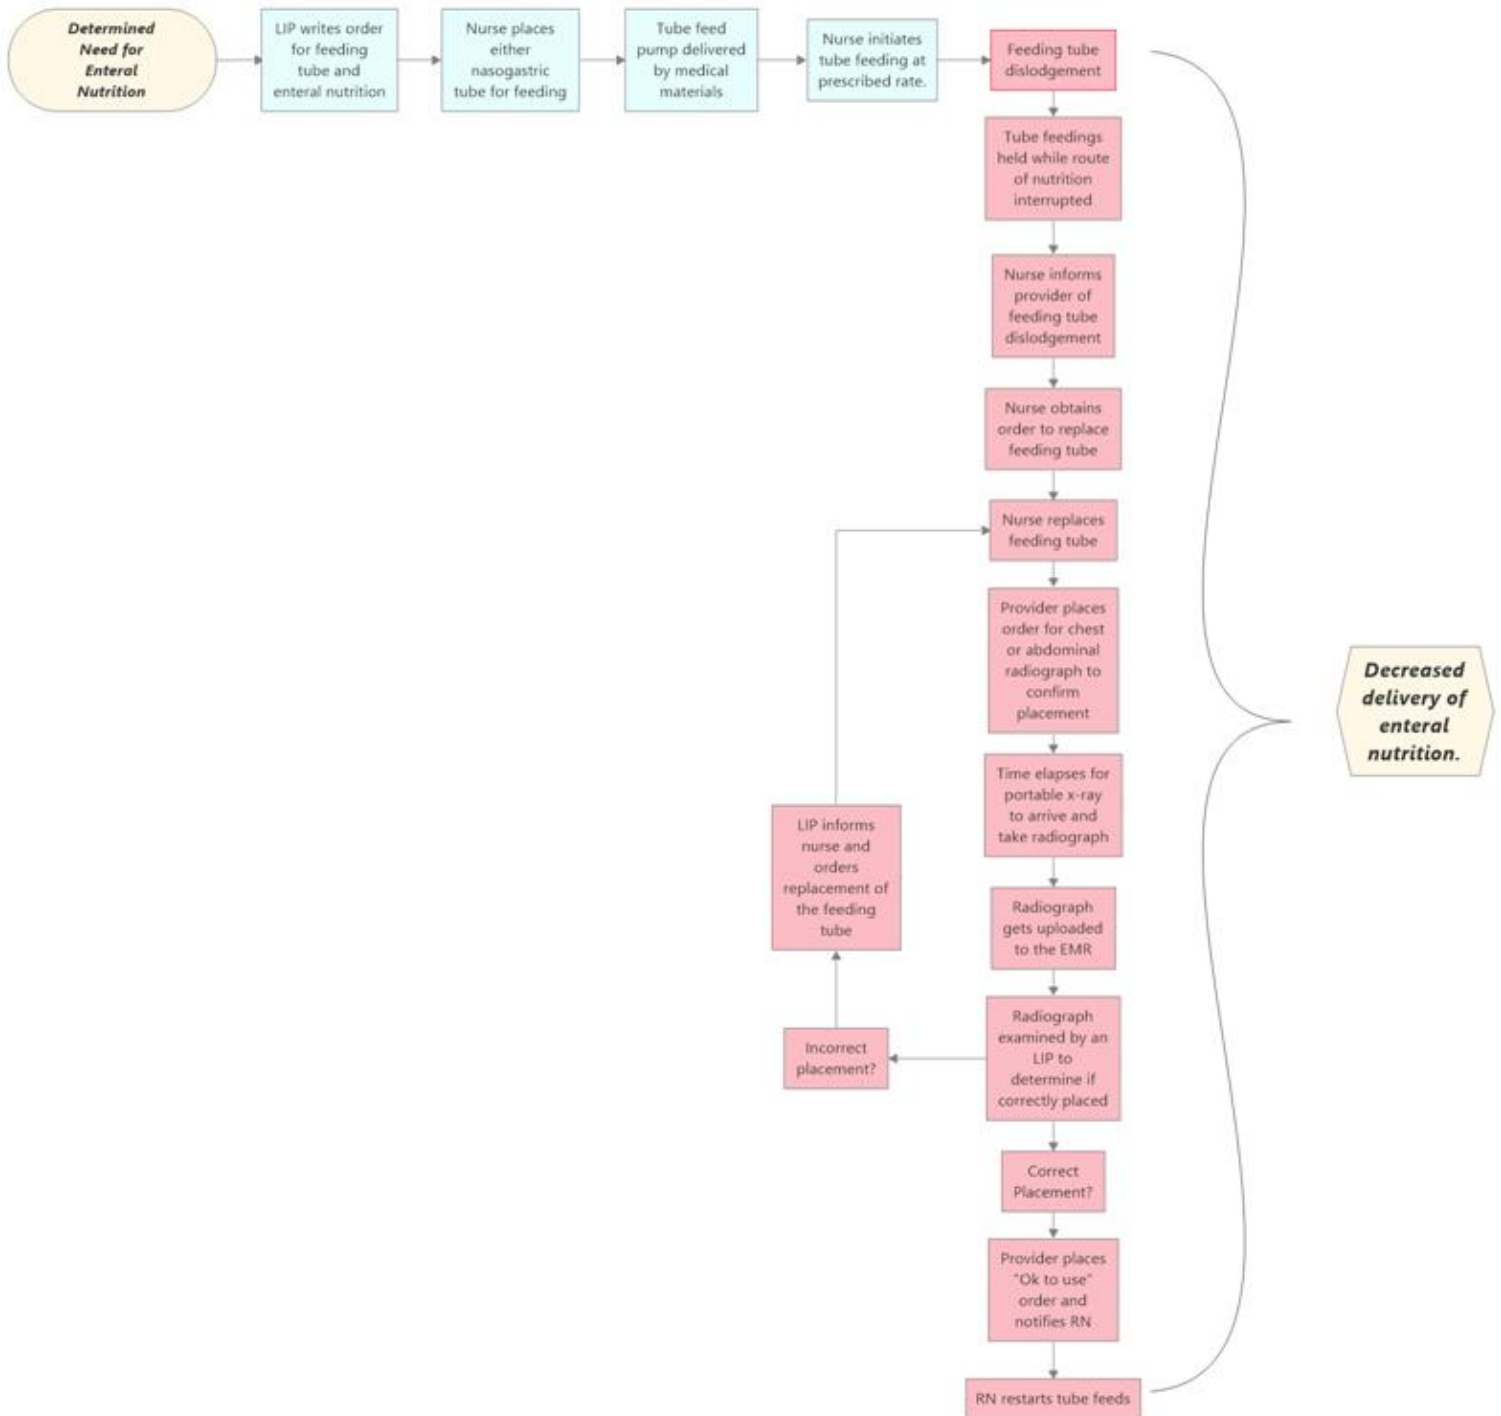 Determined
Need for
Enteral
Nutrition
LIP writes order
for feeding
tube and
enteral nutrition
Nurse places
either
nasogastric
tube for feeding
Tube feed
pump delivered
by medical
materials
Nurse initiates
tube feeding at
prescribed rate.
Feeding tube
dislodgement
Tube feedings
held while route
of nutrition
interrupted
Nurse informs
provider of
feeding tube
dislodgement
Nurse obtains
order to replace
feeding tube
Nurse replaces
feeding tube
Provider places
order for chest
or abdominal
radiograph to
confirm
placement
Time elapses for
portable x-ray
to arrive and
take radiograph
Radiograph
gets uploaded
to the EMR
Radiograph
examined by an
LIP to
determine if
correctly placed
Incorrect
placement?
LIP informs
nurse and
orders
replacement of
the feeding
tube
Correct
Placement?
Provider places
"Ok to use"
order and
notifies RN
RN restarts tube feeds
Decreased
delivery of
enteral
nutrition.